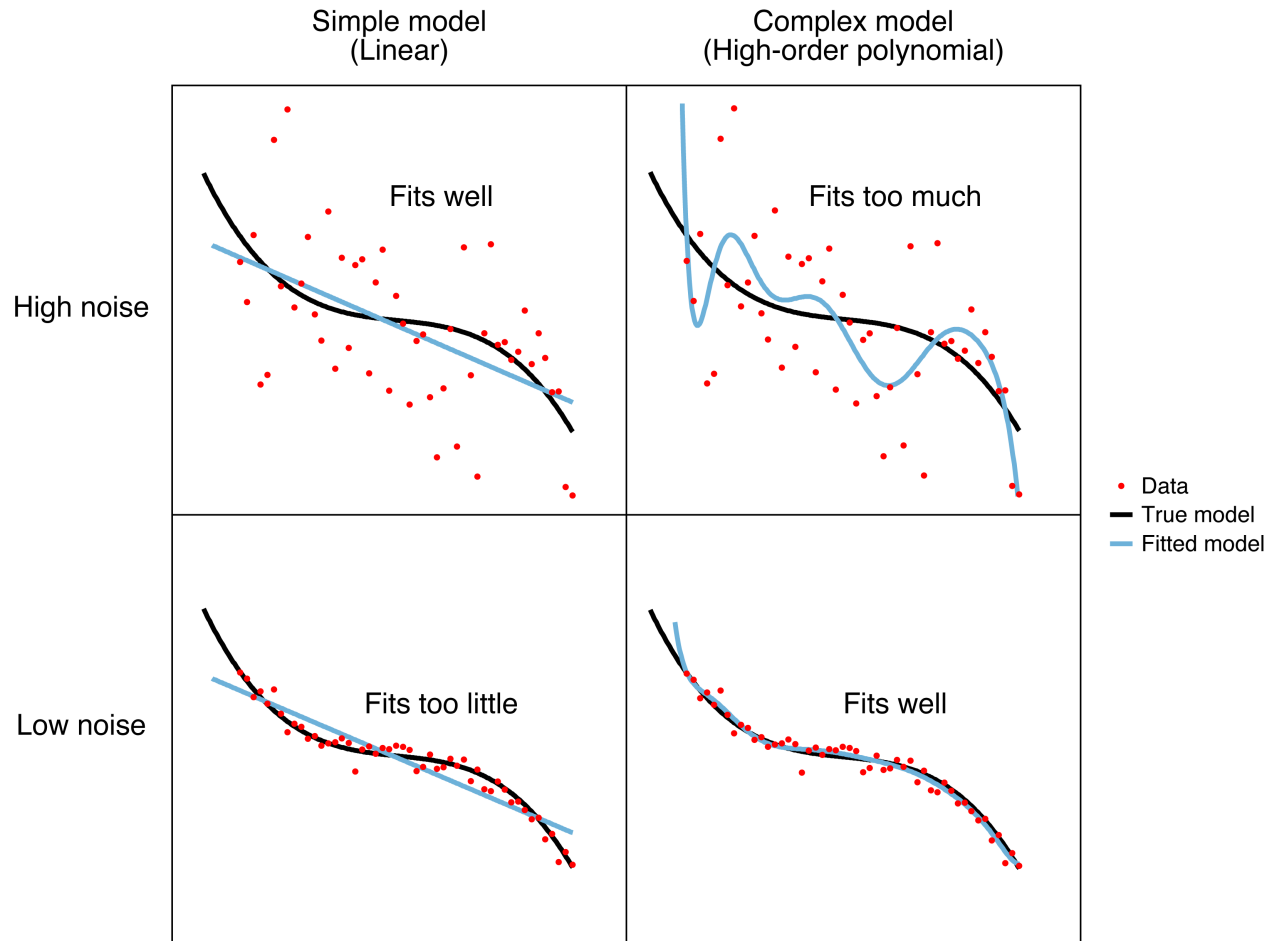 Simple model
(Linear)
Complex model
(High-order polynomial)
High noise
Fits well
Fits too much
Data
True model
Fitted model
Low noise
Fits too little
Fits well